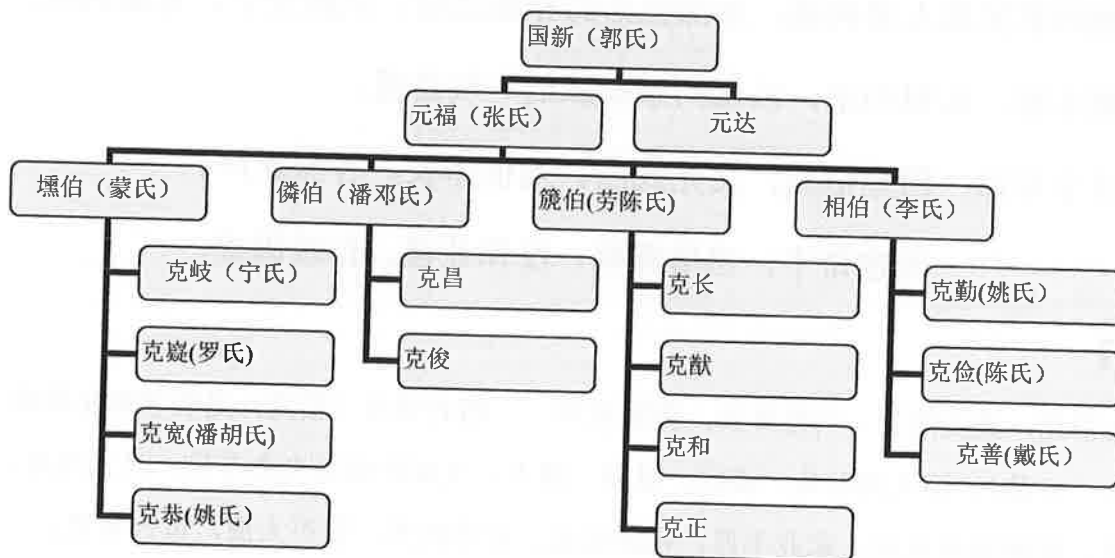 国新（郭氏）
元福（张氏）
元达
壎伯（蒙氏）
僯伯（潘邓氏）
篪伯(劳陈氏)
相伯（李氏）
克岐（宁氏）
克嶷(罗氏)
克宽(潘胡氏)
克恭(姚氏)
克昌
克俊
克长
克猷
克和
克正
克勤(姚氏）
克俭(陈氏）
克善(戴氏）